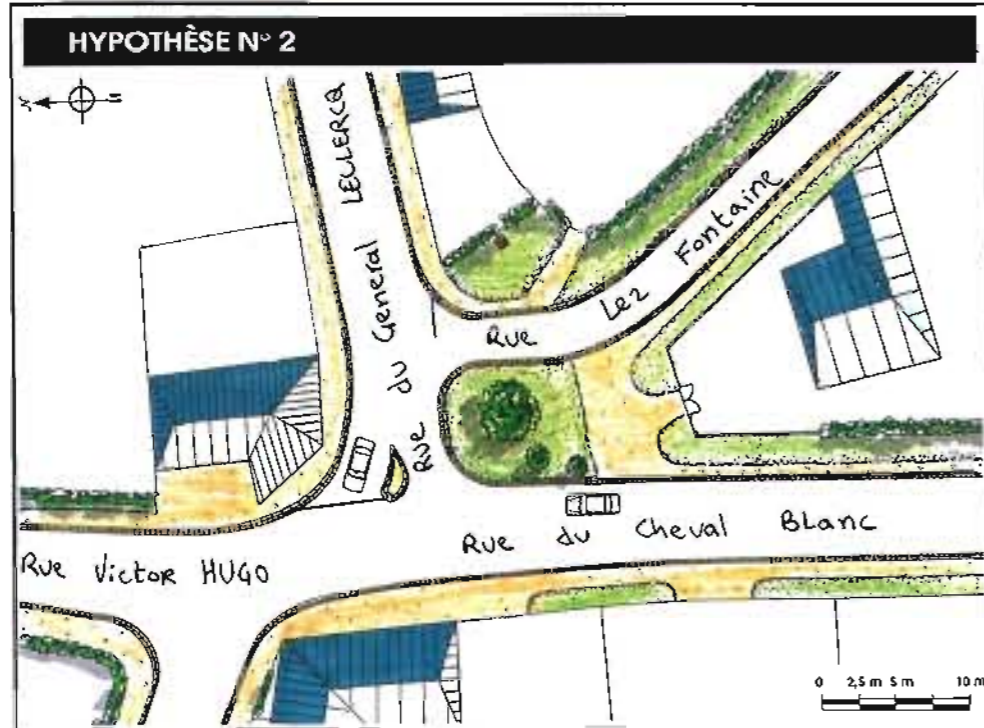 HYPOTHÈSE N° 2
N
Rue du General LECLERCQ
Rue Lez Fontaine
Rue du Cheval BLANC
Rue Victor HUGO
0 2,5 m 5 m 10 m